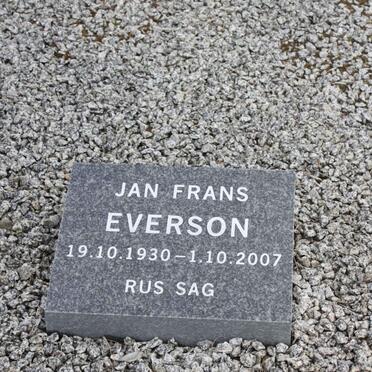 JAN FRANS
EVERSON
19.10.1930 – 1.10.2007
RUS SAG